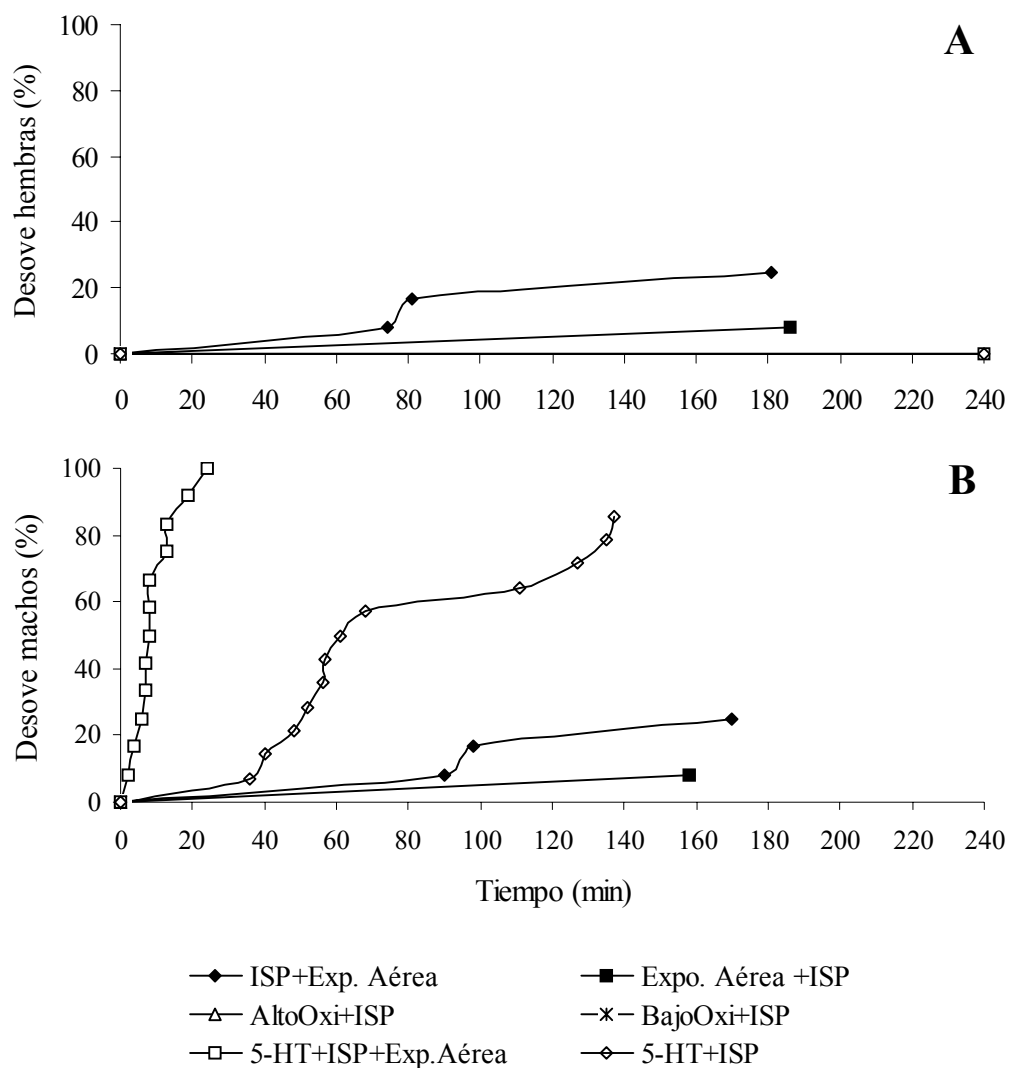 A
Desove hembras (%)
100
80
60
40
20
0
0 20 40 60 80 100 120 140 160 180 200 220 240
B
Desove machos (%)
100
80
60
40
20
0
0 20 40 60 80 100 120 140 160 180 200 220 240
Tiempo (min)
ISP+Exp. Aérea
Expo. Aérea +ISP
AltoOxi+ISP
BajoOxi+ISP
5-HT+ISP+Exp.Aérea
5-HT+ISP